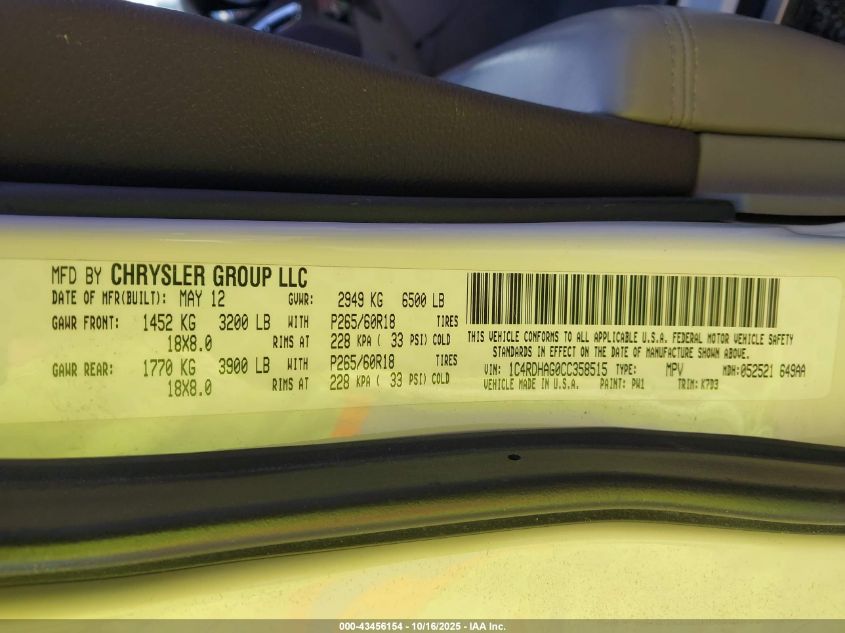 MFD BY CHRYSLER GROUP LLC
DATE OF MFR(BUILT): MAY 12 GVWR: 2949 KG 6500 LB
GAWR FRONT: 1452 KG 3200 LB WITH P265/60R18 TIRES
18X8.0 RIMS AT 228 KPA ( 33 PSI) COLD
GAWR REAR: 1770 KG 3900 LB WITH P265/60R18 TIRES
18X8.0 RIMS AT 228 KPA ( 33 PSI) COLD
THIS VEHICLE CONFORMS TO ALL APPLICABLE U.S.A. FEDERAL MOTOR VEHICLE SAFETY
STANDARDS IN EFFECT ON THE DATE OF MANUFACTURE SHOWN ABOVE.
VIN: 1C4RDHAG0CC358515 TYPE: MPV MDH:052521 649AA
VEHICLE MADE IN U.S.A. PAINT: PW1 TRIM: K7D3
000-43456154 - 10/16/2025 - IAA Inc.